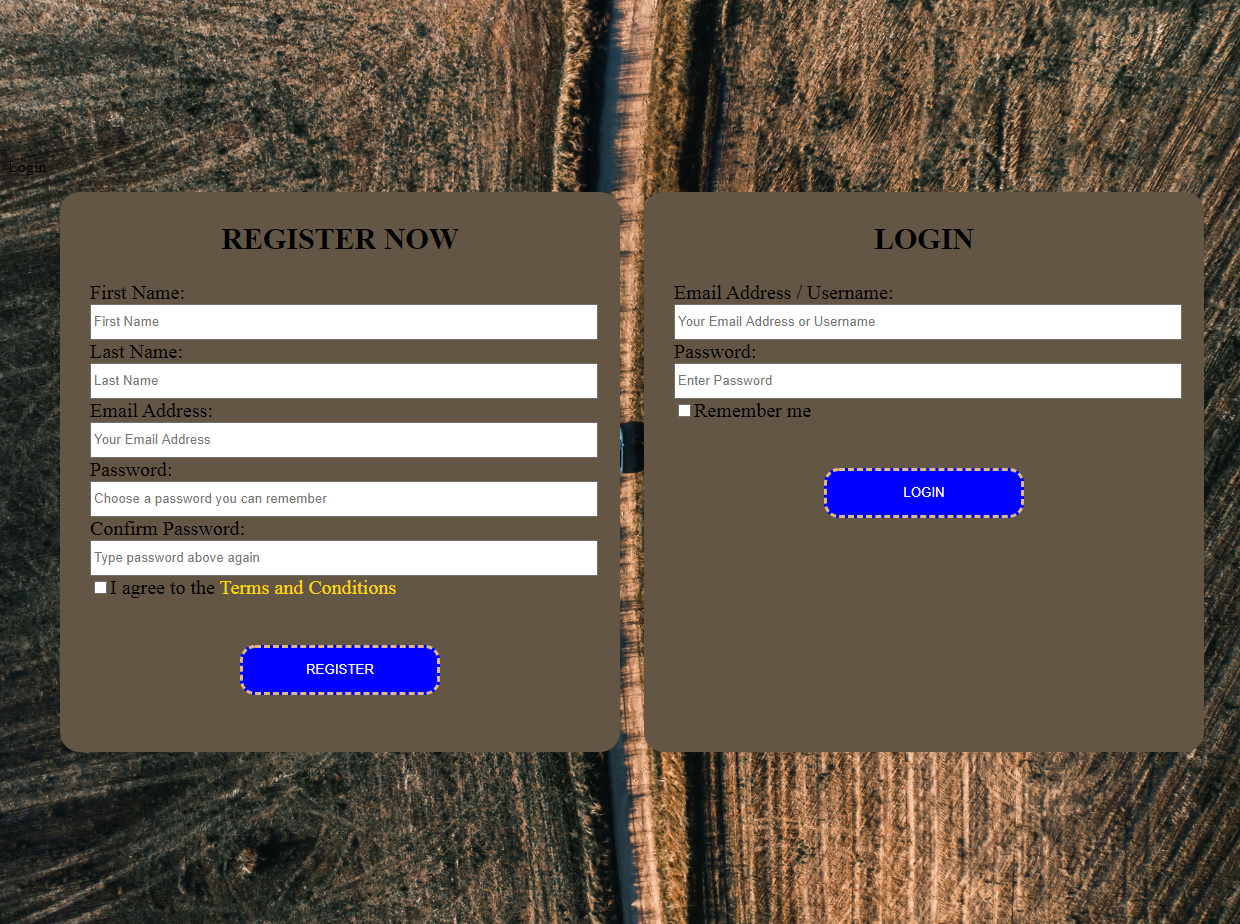 Login
REGISTER NOW
First Name:
First Name
Last Name:
Last Name
Email Address:
Your Email Address
Password:
Choose a password you can remember
Confirm Password:
Type password above again
I agree to the Terms and Conditions
REGISTER
LOGIN
Email Address / Username:
Your Email Address or Username
Password:
Enter Password
Remember me
LOGIN